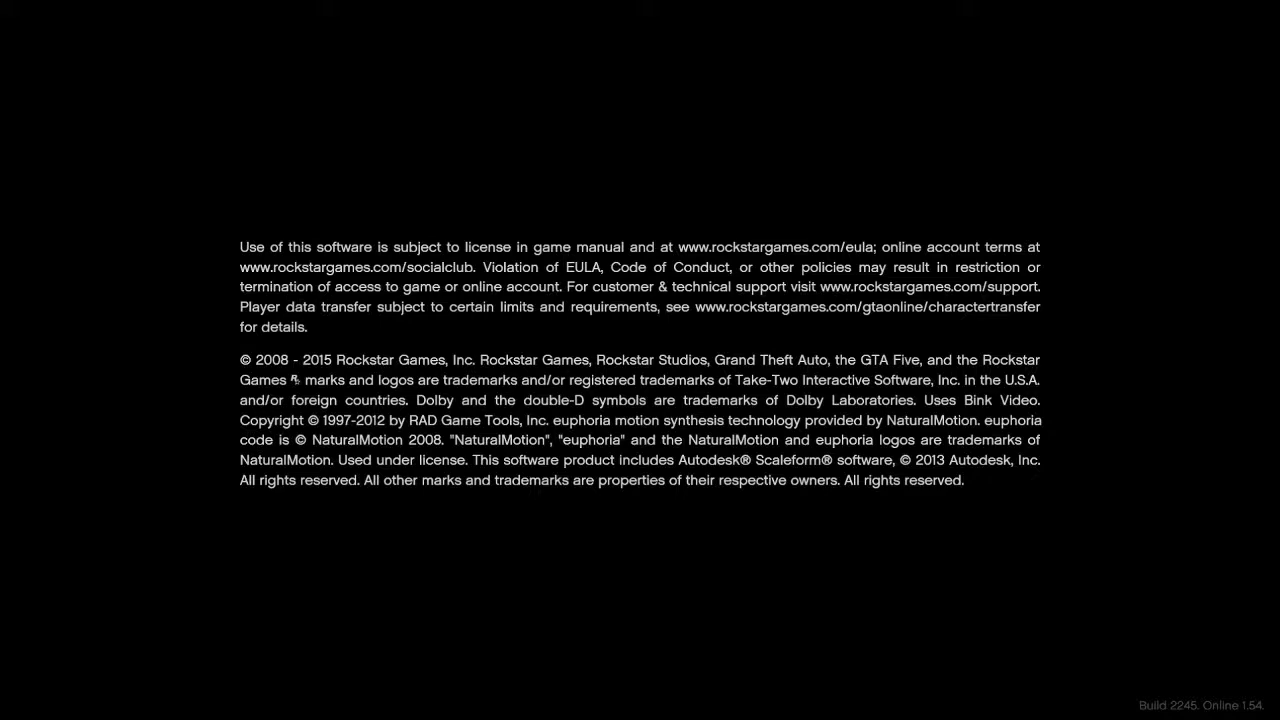 Use of this software is subject to license in game manual and at www.rockstargames.com/eula; online account terms at
www.rockstargames.com/socialclub. Violation of EULA, Code of Conduct, or other policies may result in restriction or
termination of access to game or online account. For customer & technical support visit www.rockstargames.com/support.
Player data transfer subject to certain limits and requirements, see www.rockstargames.com/gtaonline/charactertransfer
for details.
© 2008 - 2015 Rockstar Games, Inc. Rockstar Games, Rockstar Studios, Grand Theft Auto, the GTA Five, and the Rockstar
Games R* marks and logos are trademarks and/or registered trademarks of Take-Two Interactive Software, Inc. in the U.S.A.
and/or foreign countries. Dolby and the double-D symbols are trademarks of Dolby Laboratories. Uses Bink Video.
Copyright © 1997-2012 by RAD Game Tools, Inc. euphoria motion synthesis technology provided by NaturalMotion. euphoria
code is © NaturalMotion 2008. "NaturalMotion", "euphoria" and the NaturalMotion and euphoria logos are trademarks of
NaturalMotion. Used under license. This software product includes Autodesk® Scaleform® software, © 2013 Autodesk, Inc.
All rights reserved. All other marks and trademarks are properties of their respective owners. All rights reserved.
Build 2245. Online 1.54.